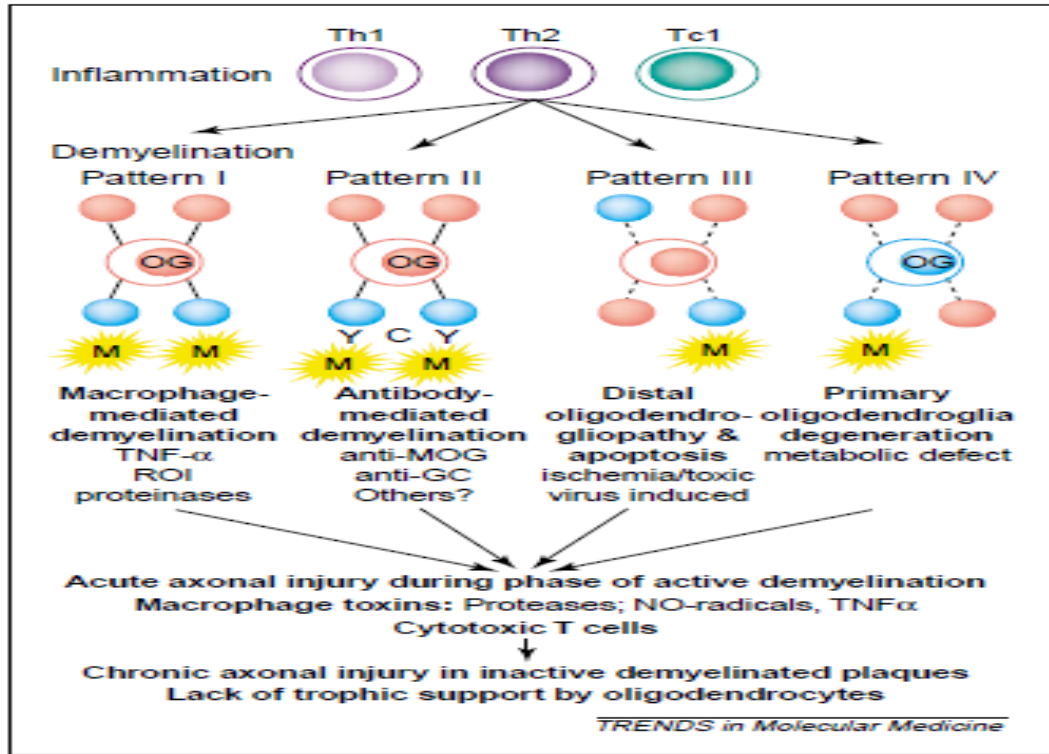 Th1 Th2 Tc1
Inflammation
Demyelination
Pattern I Pattern II Pattern III Pattern IV
OG OG OG
Y C Y
M M M M M M
Macrophage- Antibody- Distal Primary
mediated mediated oligodendro- oligodendroglia
demyelination demyelination gliopathy & degeneration
TNF-α anti-MOG apoptosis metabolic defect
ROI anti-GC ischemia/toxic
proteinases Others? virus induced
Acute axonal injury during phase of active demyelination
Macrophage toxins: Proteases; NO-radicals, TNFα
Cytotoxic T cells
Chronic axonal injury in inactive demyelinated plaques
Lack of trophic support by oligodendrocytes
TRENDS in Molecular Medicine